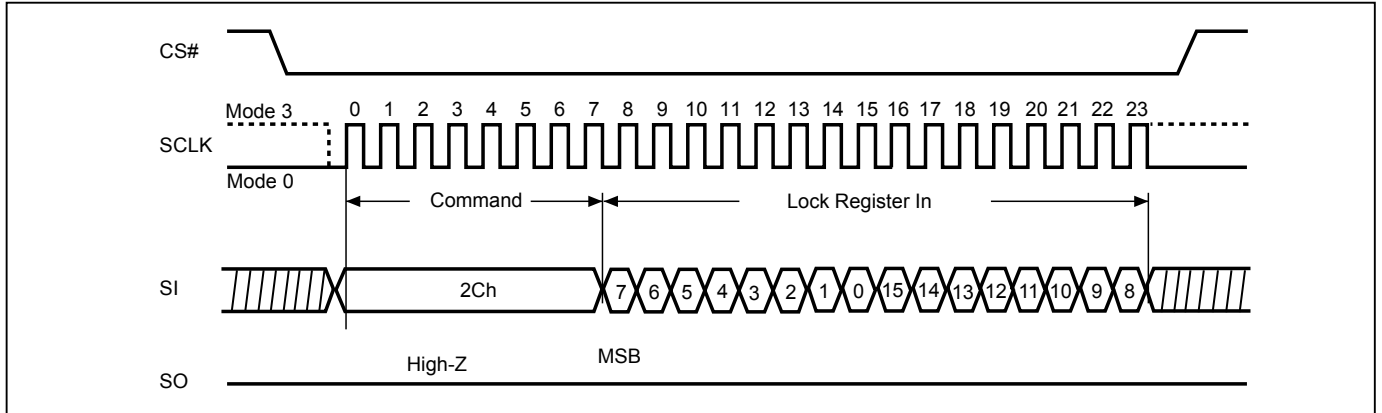 CS#
Mode 3 0 1 2 3 4 5 6 7 8 9 10 11 12 13 14 15 16 17 18 19 20 21 22 23
SCLK
Mode 0
Command Lock Register In
SI 2Ch 7 6 5 4 3 2 1 0 15 14 13 12 11 10 9 8
High-Z MSB
SO